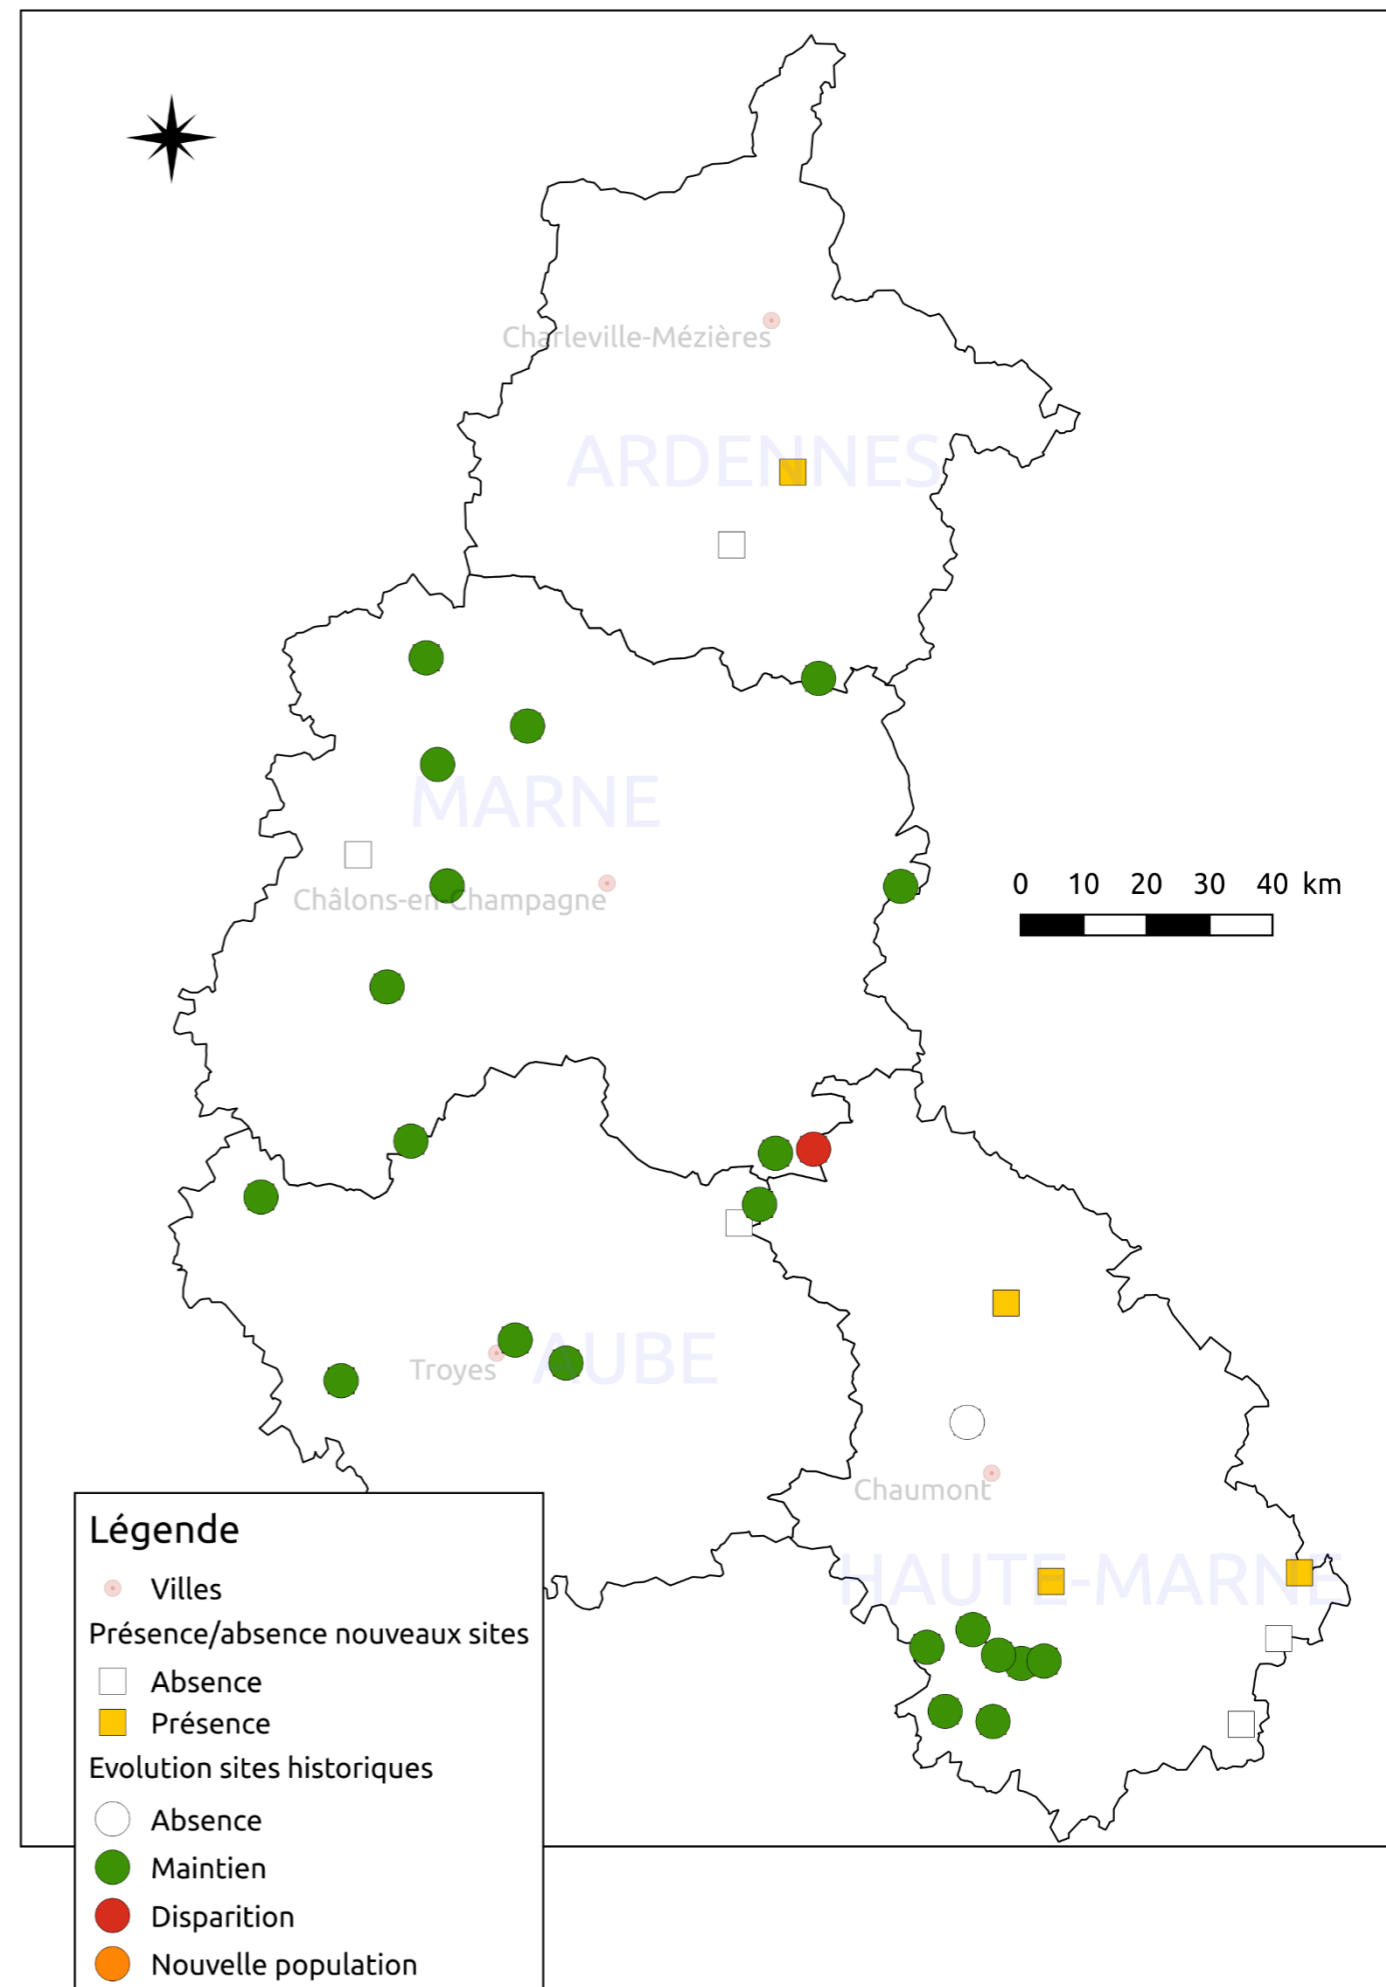 Charleville-Mézières
ARDENNES
MARNE
Châlons-en-Champagne
0 10 20 30 40 km
Troyes
AUBE
Chaumont
HAUTE-MARNE
Légende
Villes
Présence/absence nouveaux sites
Absence
Présence
Evolution sites historiques
Absence
Maintien
Disparition
Nouvelle population